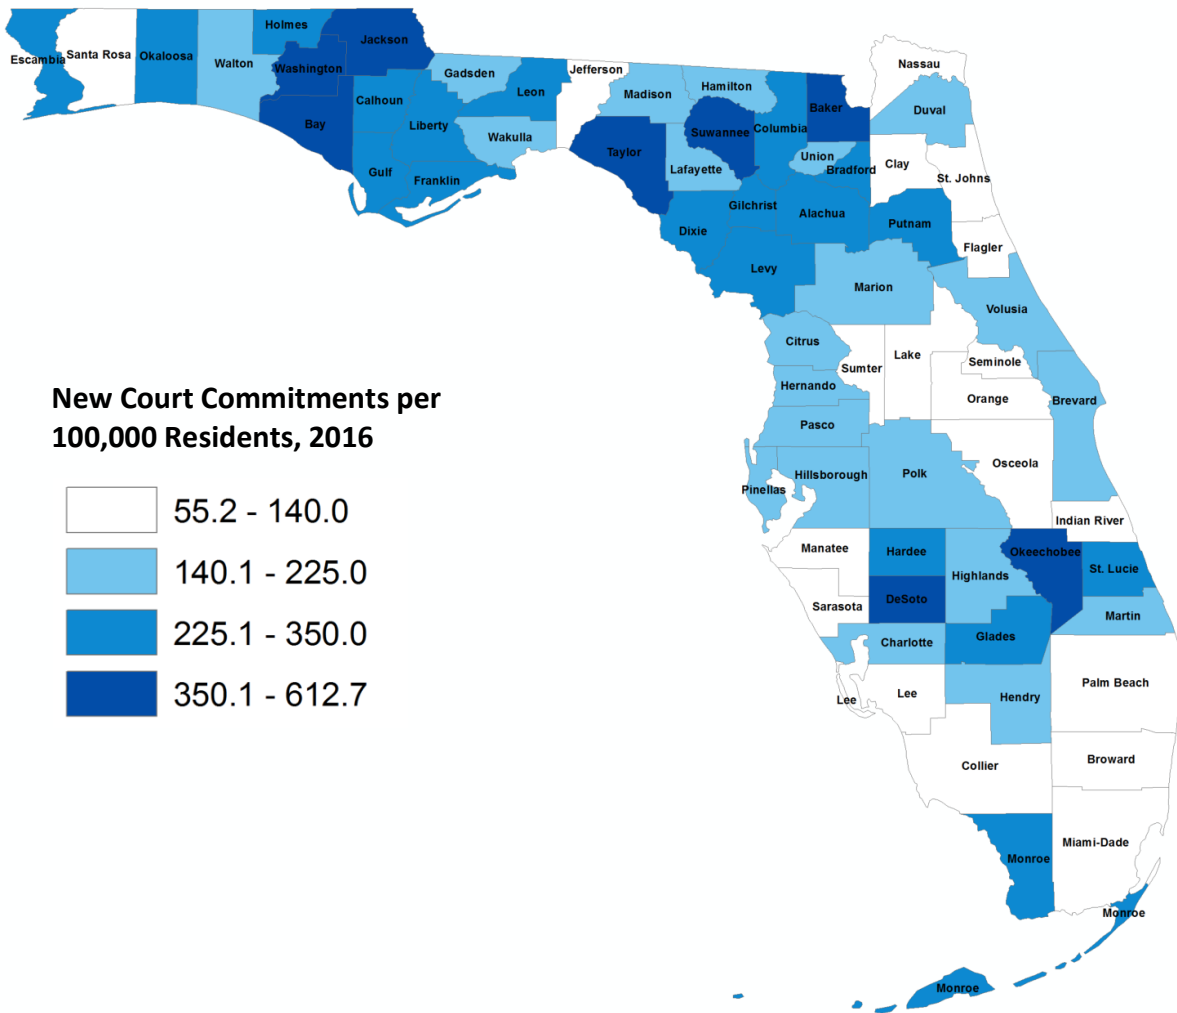 Holmes
Jackson
Escambia
Santa Rosa
Okaloosa
Walton
Washington
Gadsden
Jefferson
Nassau
Calhoun
Leon
Madison
Hamilton
Baker
Duval
Bay
Liberty
Wakulla
Suwannee
Columbia
Taylor
Union
Clay
Gulf
Franklin
Lafayette
Bradford
St. Johns
Gilchrist
Alachua
Putnam
Dixie
Flagler
Levy
Marion
Volusia
Citrus
Lake
Sumter
Seminole
Hernando
Orange
Brevard
Pasco
Osceola
Hillsborough
Polk
Pinellas
Indian River
Manatee
Hardee
Okeechobee
St. Lucie
Highlands
Sarasota
DeSoto
Martin
Charlotte
Glades
Palm Beach
Lee
Lee
Hendry
Collier
Broward
Miami-Dade
Monroe
Monroe
Monroe
New Court Commitments per
100,000 Residents, 2016
55.2 - 140.0
140.1 - 225.0
225.1 - 350.0
350.1 - 612.7